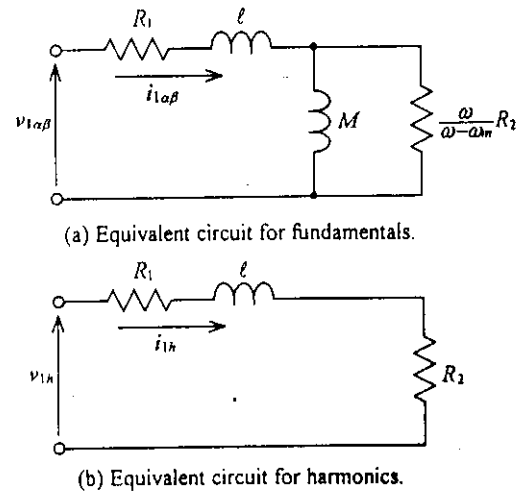 R₁ ℓ
i₁αβ
v₁αβ
M
ω
ω−ωm R₂
(a) Equivalent circuit for fundamentals.
R₁ ℓ
i₁h
v₁h
R₂
(b) Equivalent circuit for harmonics.